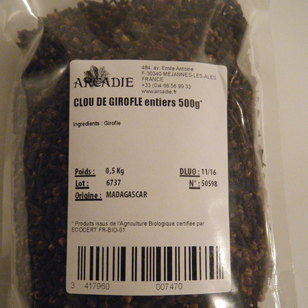 ARCADIE
484, av. Emile Antoine
F-30340 MEJANNES-LES-ALES
FRANCE
+33 (0)4 66 56 99 33
www.arcadie.fr
CLOU DE GIROFLE entiers 500g*
Ingrédients : Girofle
Poids : 0,5 Kg DLUO : 11/16
Lot : 6737 N° : 50598
Origine : MADAGASCAR
* Produits issus de l'Agriculture Biologique certifiée par
ECOCERT FR-BIO-01
3 417960 007470